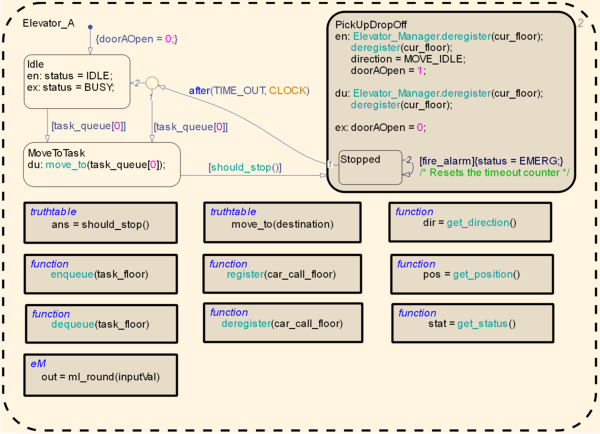 Elevator_A
2
{doorAOpen = 0;}
Idle
en: status = IDLE;
ex: status = BUSY;
2
1
after(TIME_OUT, CLOCK)
[task_queue[0]]
[task_queue[0]]
MoveToTask
du: move_to(task_queue[0]);
[should_stop()]
PickUpDropOff
en: Elevator_Manager.deregister(cur_floor);
deregister(cur_floor);
direction = MOVE_IDLE;
doorAOpen = 1;
du: Elevator_Manager.deregister(cur_floor);
deregister(cur_floor);
ex: doorAOpen = 0;
1
Stopped
2
[fire_alarm]{status = EMERG;}
/* Resets the timeout counter */
truthtable
ans = should_stop()
truthtable
move_to(destination)
function
dir = get_direction()
function
enqueue(task_floor)
function
register(car_call_floor)
function
pos = get_position()
function
dequeue(task_floor)
function
deregister(car_call_floor)
function
stat = get_status()
eM
out = ml_round(inputVal)